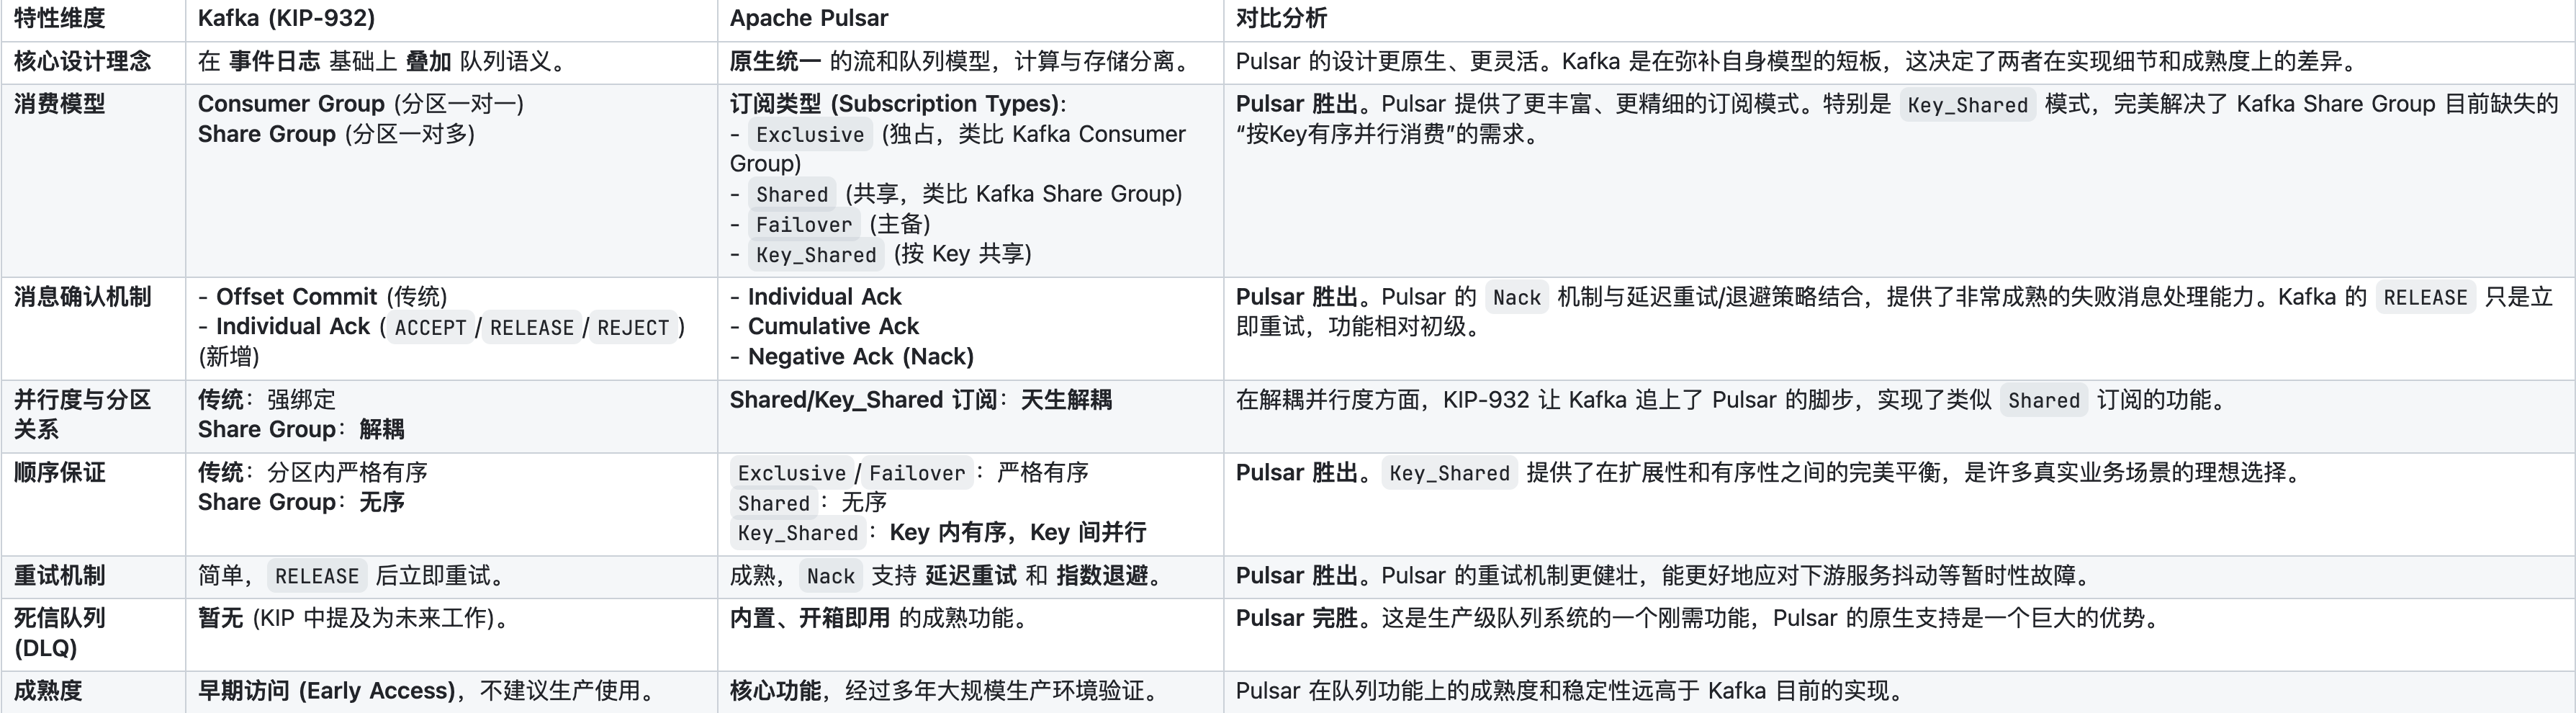 特性维度 Kafka (KIP-932) Apache Pulsar 对比分析
核心设计理念 在 事件日志 基础上 叠加 队列语义。 原生统一 的流和队列模型，计算与存储分离。 Pulsar 的设计更原生、更灵活。Kafka 是在弥补自身模型的短板，这决定了两者在实现细节和成熟度上的差异。
消费模型
Consumer Group (分区一对一)
Share Group (分区一对多)
订阅类型 (Subscription Types):
- Exclusive (独占，类比 Kafka Consumer
Group)
- Shared (共享，类比 Kafka Share Group)
- Failover (主备)
- Key_Shared (按 Key 共享)
Pulsar 胜出。Pulsar 提供了更丰富、更精细的订阅模式。特别是 Key_Shared 模式，完美解决了 Kafka Share Group 目前缺失的
“按Key有序并行消费”的需求。
消息确认机制
- Offset Commit (传统)
- Individual Ack (ACCEPT/RELEASE/REJECT)
(新增)
- Individual Ack
- Cumulative Ack
- Negative Ack (Nack)
Pulsar 胜出。Pulsar 的 Nack 机制与延迟重试/退避策略结合，提供了非常成熟的失败消息处理能力。Kafka 的 RELEASE 只是立
即重试，功能相对初级。
并行度与分区
关系
传统：强绑定
Share Group：解耦
Shared/Key_Shared 订阅：天生解耦
在解耦并行度方面，KIP-932 让 Kafka 追上了 Pulsar 的脚步，实现了类似 Shared 订阅的功能。
顺序保证
传统：分区内严格有序
Share Group：无序
Exclusive/Failover：严格有序
Shared：无序
Key_Shared：Key 内有序，Key 间并行
Pulsar 胜出。Key_Shared 提供了在扩展性和有序性之间的完美平衡，是许多真实业务场景的理想选择。
重试机制 简单，RELEASE 后立即重试。 成熟，Nack 支持 延迟重试 和 指数退避。 Pulsar 胜出。Pulsar 的重试机制更健壮，能更好地应对下游服务抖动等暂时性故障。
死信队列
(DLQ)
暂无 (KIP 中提及为未来工作)。
内置、开箱即用 的成熟功能。
Pulsar 完胜。这是生产级队列系统的一个刚需功能，Pulsar 的原生支持是一个巨大的优势。
成熟度 早期访问 (Early Access)，不建议生产使用。 核心功能，经过多年大规模生产环境验证。 Pulsar 在队列功能上的成熟度和稳定性远高于 Kafka 目前的实现。